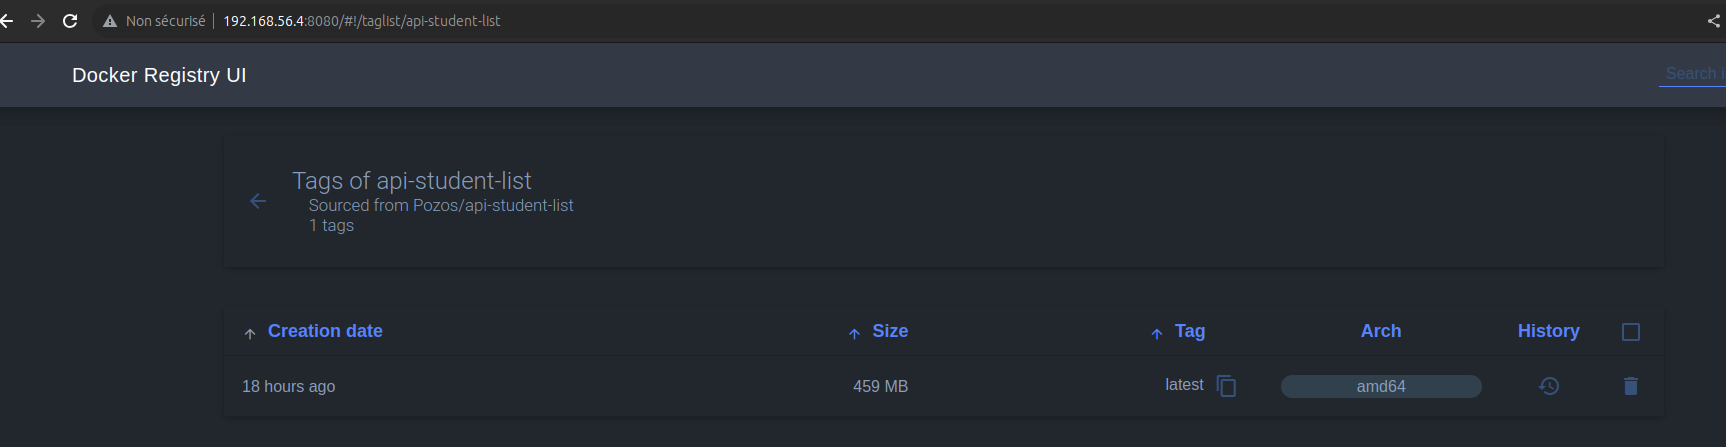 Non sécurisé | 192.168.56.4:8080/#!/taglist/api-student-list
Docker Registry UI
Search i
Tags of api-student-list
Sourced from Pozos/api-student-list
1 tags
Creation date Size Tag Arch History
18 hours ago 459 MB latest amd64